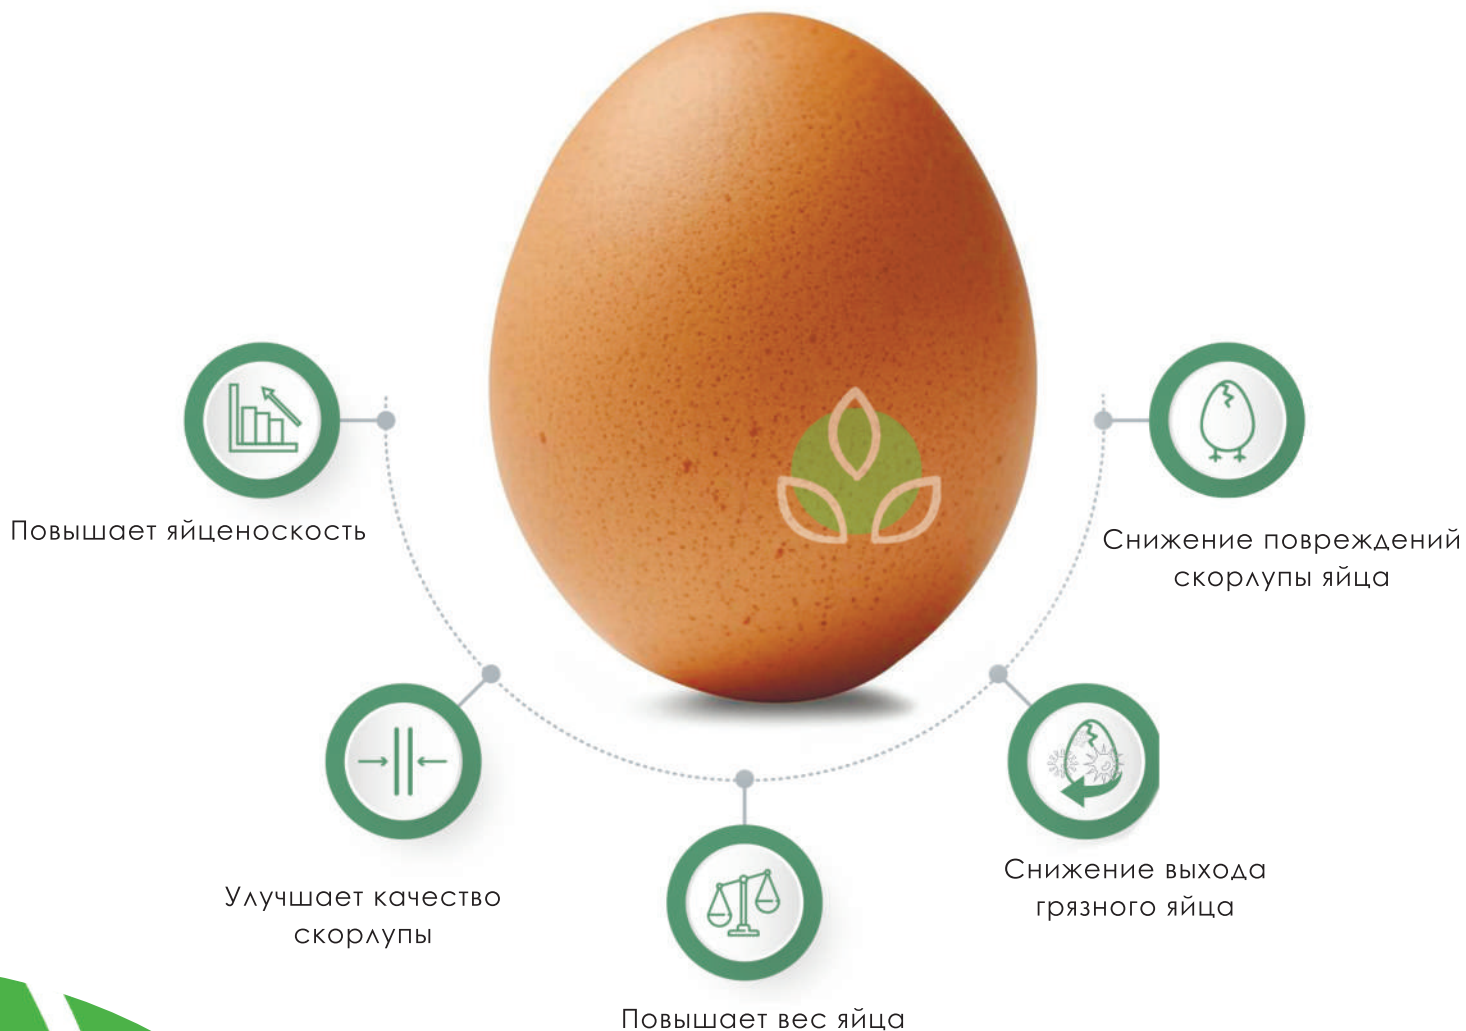 Повышает яйценоскость
Снижение повреждений
скорлупы яйца
Улучшает качество
скорлупы
Снижение выхода
грязного яйца
Повышает вес яйца